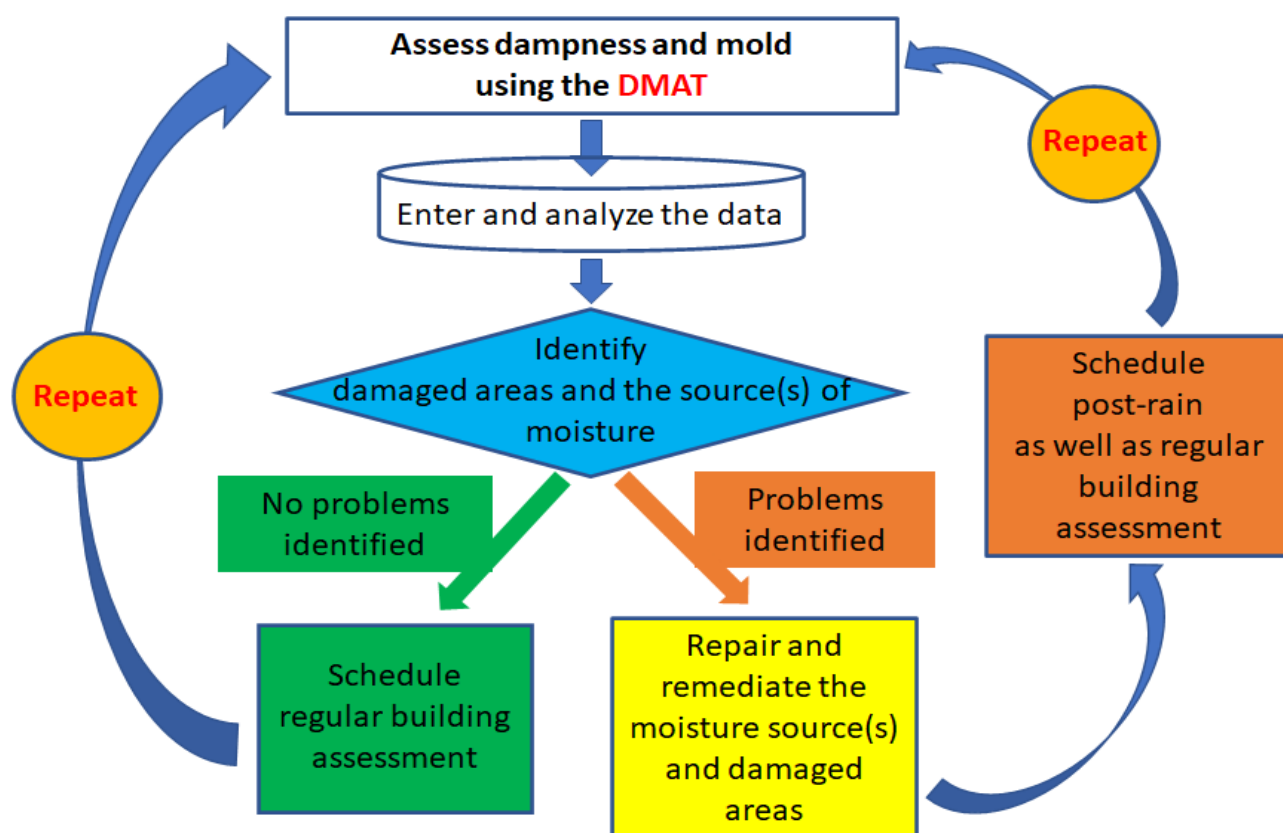 Assess dampness and mold
using the DMAT
Repeat
Enter and analyze the data
Identify
damaged areas and the source(s) of
moisture
Repeat
Schedule
post-rain
as well as regular
building
assessment
No problems
identified
Problems
identified
Schedule
regular building
assessment
Repair and
remediate the
moisture source(s)
and damaged
areas